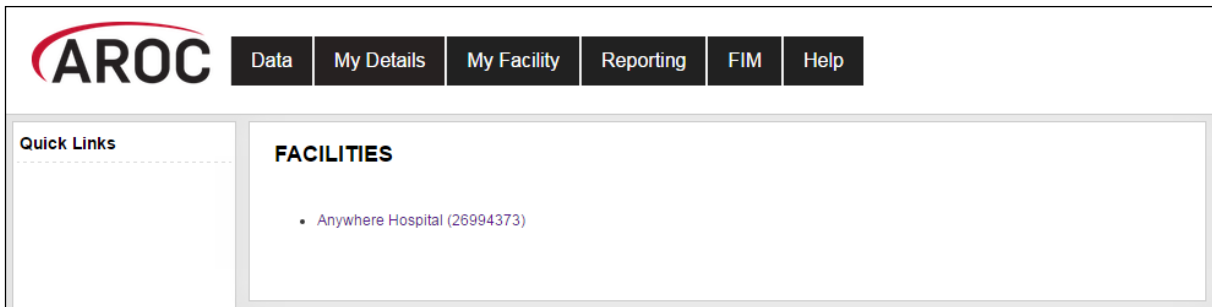 AROC
Data My Details My Facility Reporting FIM Help
Quick Links
FACILITIES
• Anywhere Hospital (26994373)